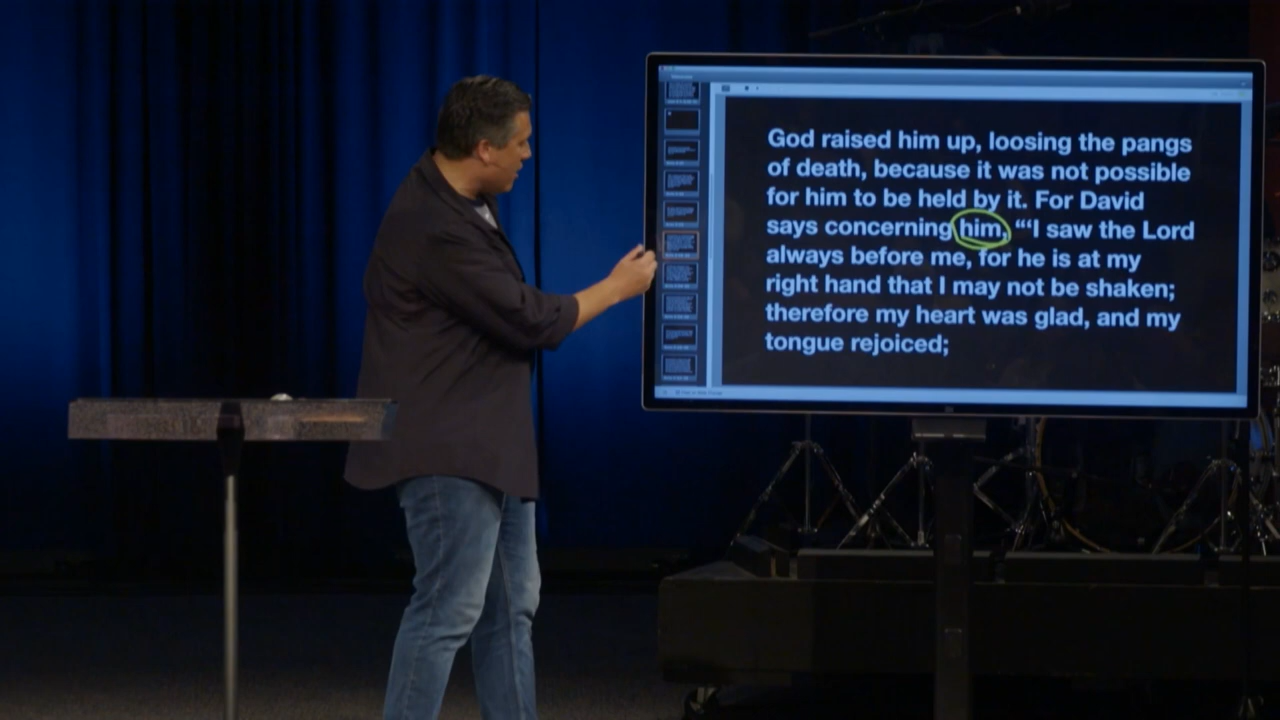 God raised him up, loosing the pangs
of death, because it was not possible
for him to be held by it. For David
says concerning him, “‘I saw the Lord
always before me, for he is at my
right hand that I may not be shaken;
therefore my heart was glad, and my
tongue rejoiced;